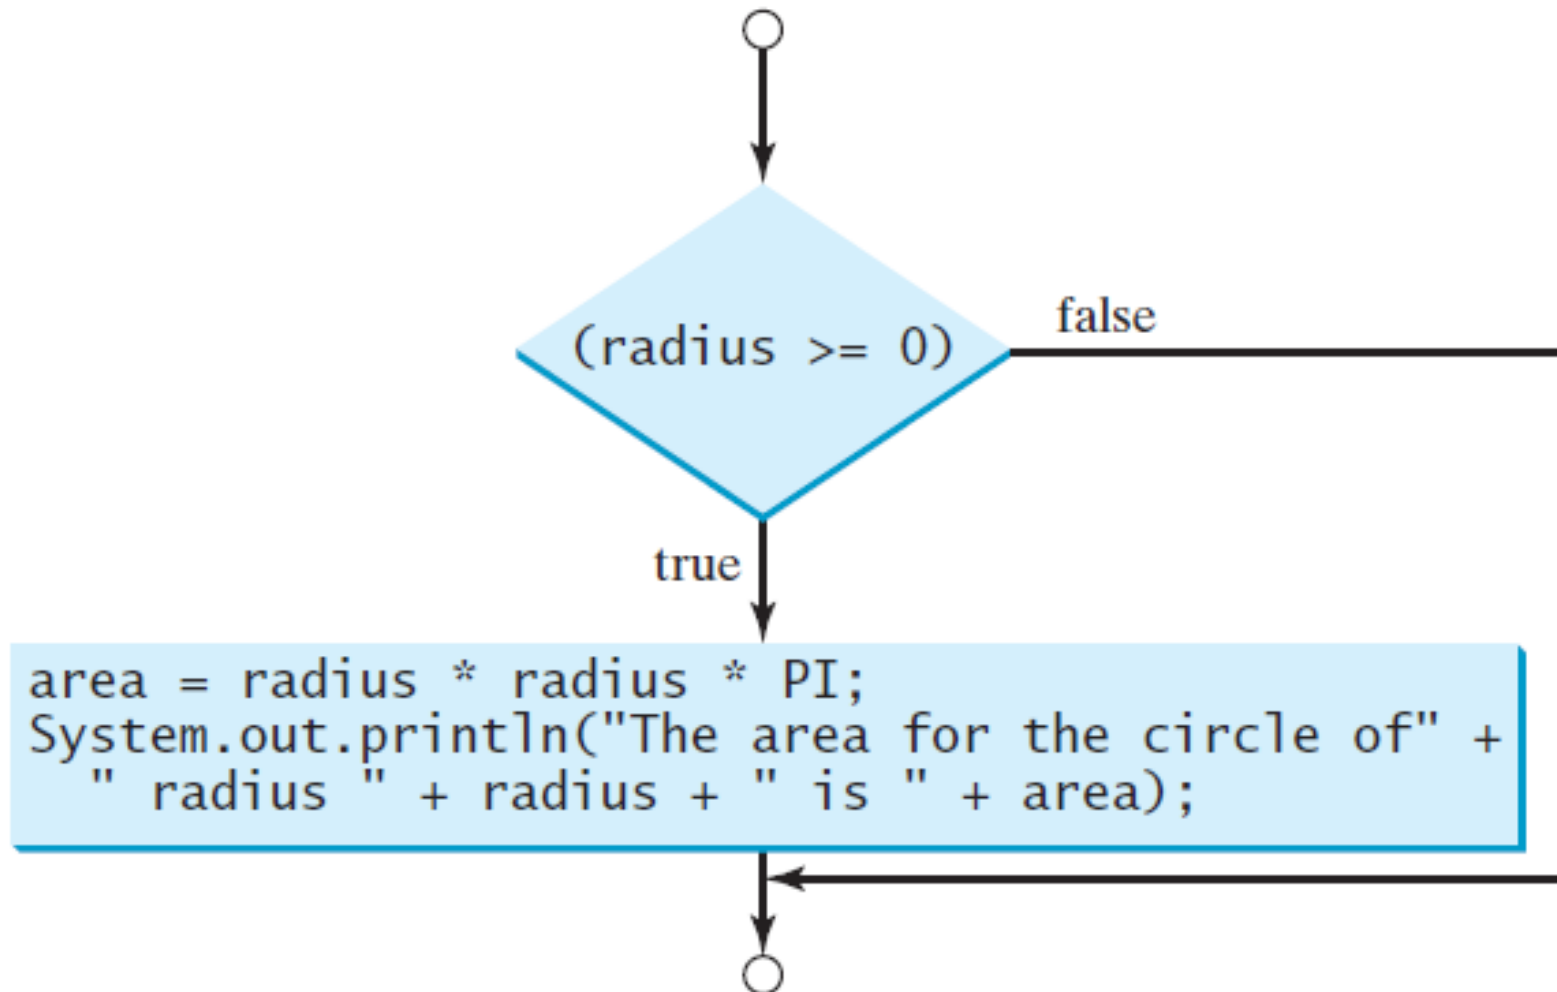 (radius >= 0)
false
true
area = radius * radius * PI;
System.out.println("The area for the circle of" +
  " radius " + radius + " is " + area);